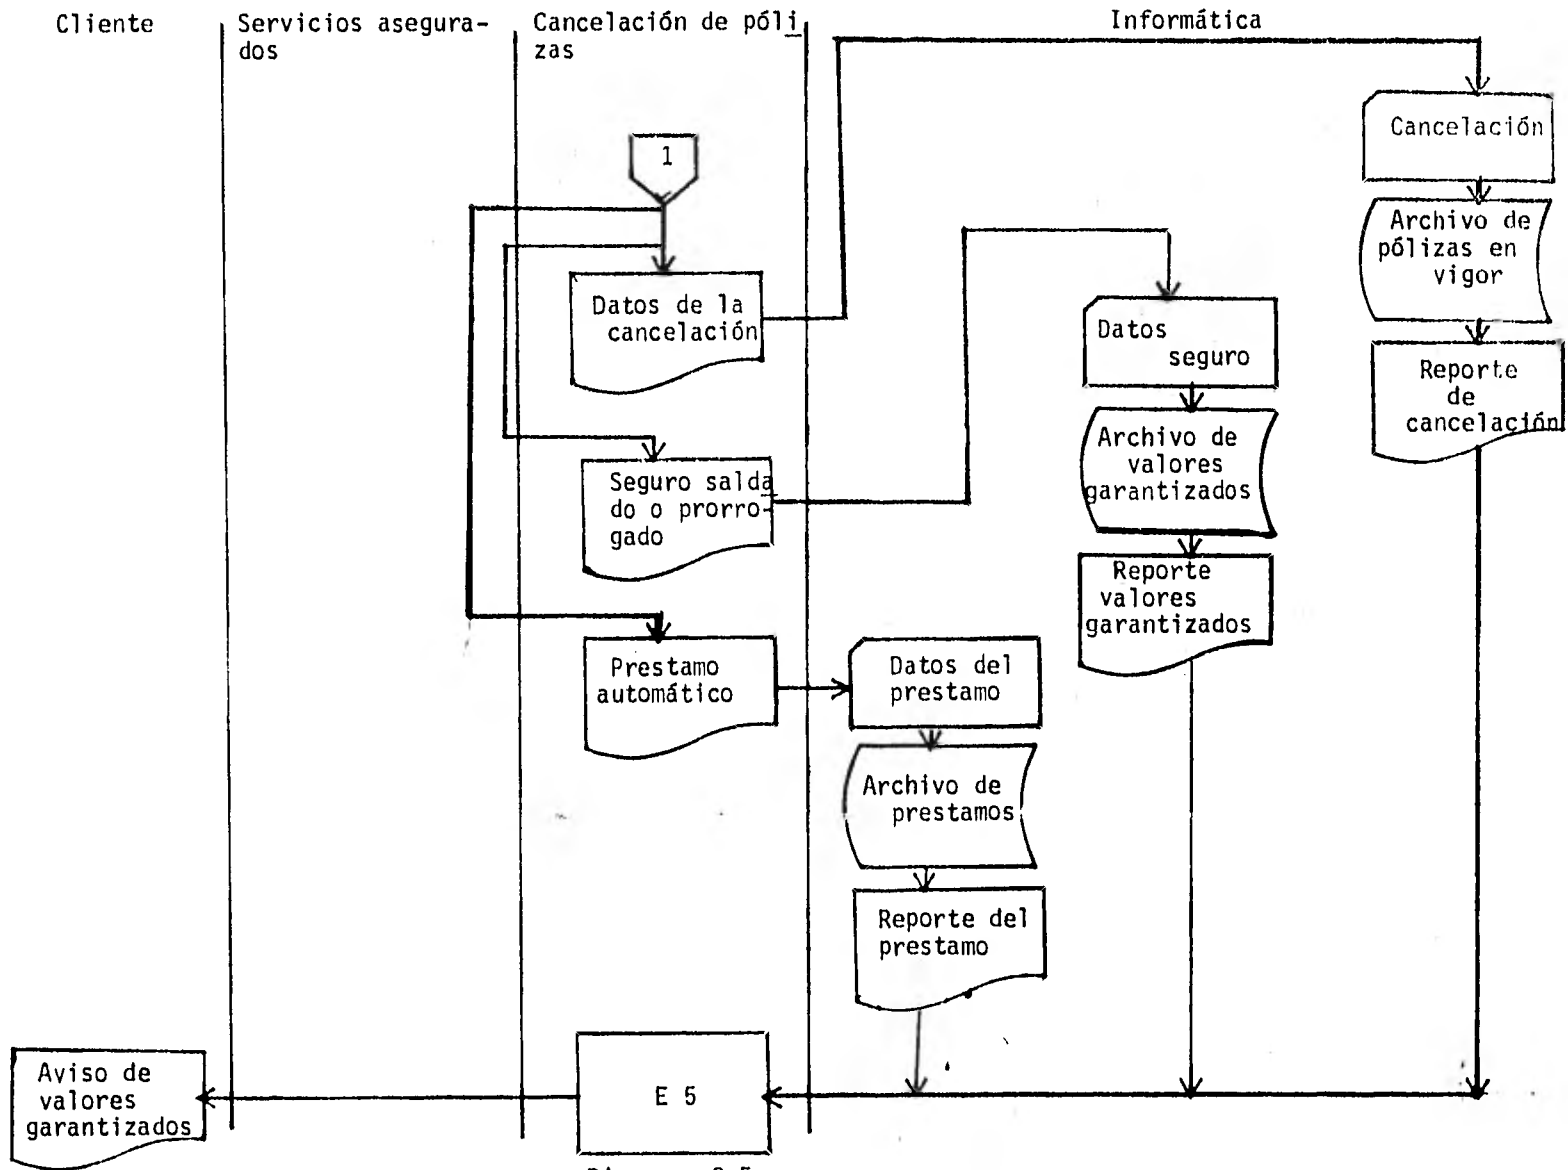 Cliente
Servicios asegura-
dos
Cancelación de póli
zas
Informática
1
Cancelación
Archivo de
pólizas en
vigor
Reporte
de
cancelación
Datos de la
cancelación
Datos
seguro
Archivo de
valores
garantizados
Reporte
valores
garantizados
Seguro salda
do o prorro-
gado
Prestamo
automático
Datos del
prestamo
Archivo de
prestamos
Reporte del
prestamo
E 5
Aviso de
valores
garantizados